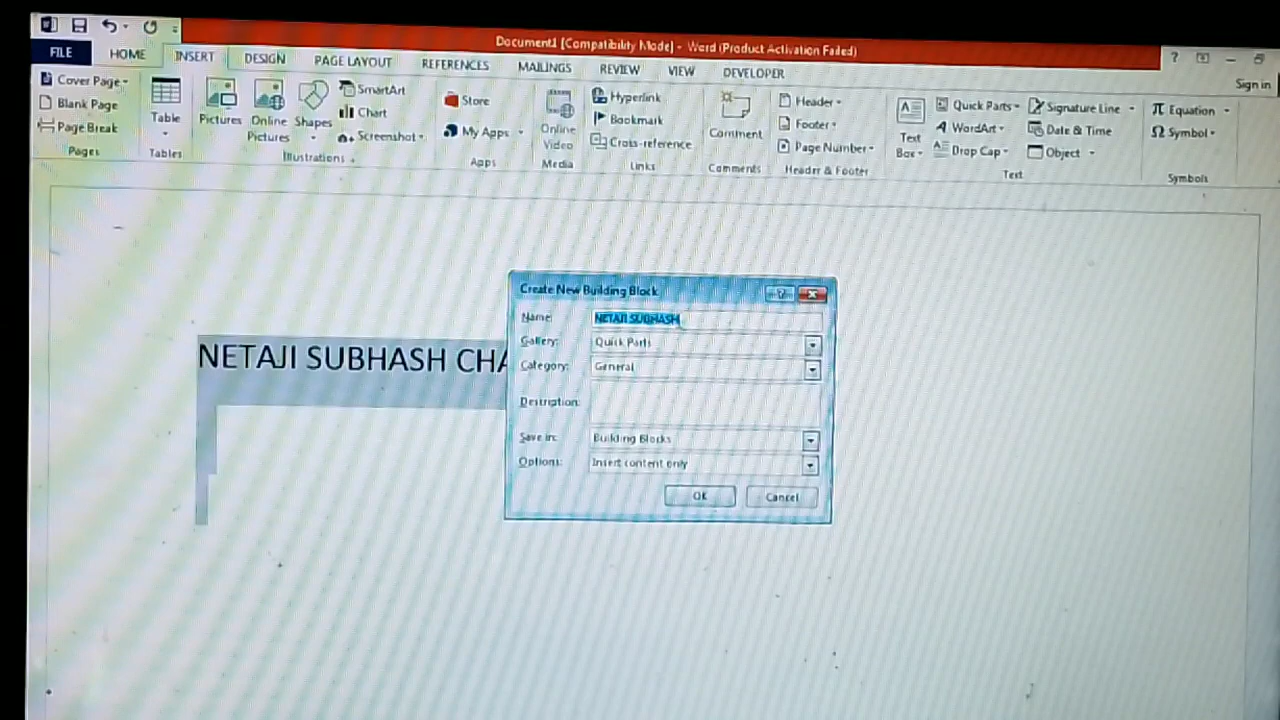 Document1 [Compatibility Mode] - Word (Product Activation Failed)
?
FILE HOME INSERT DESIGN PAGE LAYOUT REFERENCES MAILINGS REVIEW VIEW DEVELOPER Sign in
Cover Page
Blank Page
Page Break
Pages
Table
Tables
Pictures
Online Pictures
Shapes
SmartArt
Chart
Screenshot
Illustrations
Store
My Apps
Apps
Online Video
Media
Hyperlink
Bookmark
Cross-reference
Links
Comment
Comments
Header
Footer
Page Number
Header & Footer
Text Box
Quick Parts
WordArt
Drop Cap
Signature Line
Date & Time
Object
Text
π Equation
Ω Symbol
Symbols
NETAJI SUBHASH CHA
Create New Building Block
?
Name: NETAJI SUBHASH
Gallery: Quick Parts
Category: General
Description:
Save in: Building Blocks
Options: Insert content only
OK Cancel